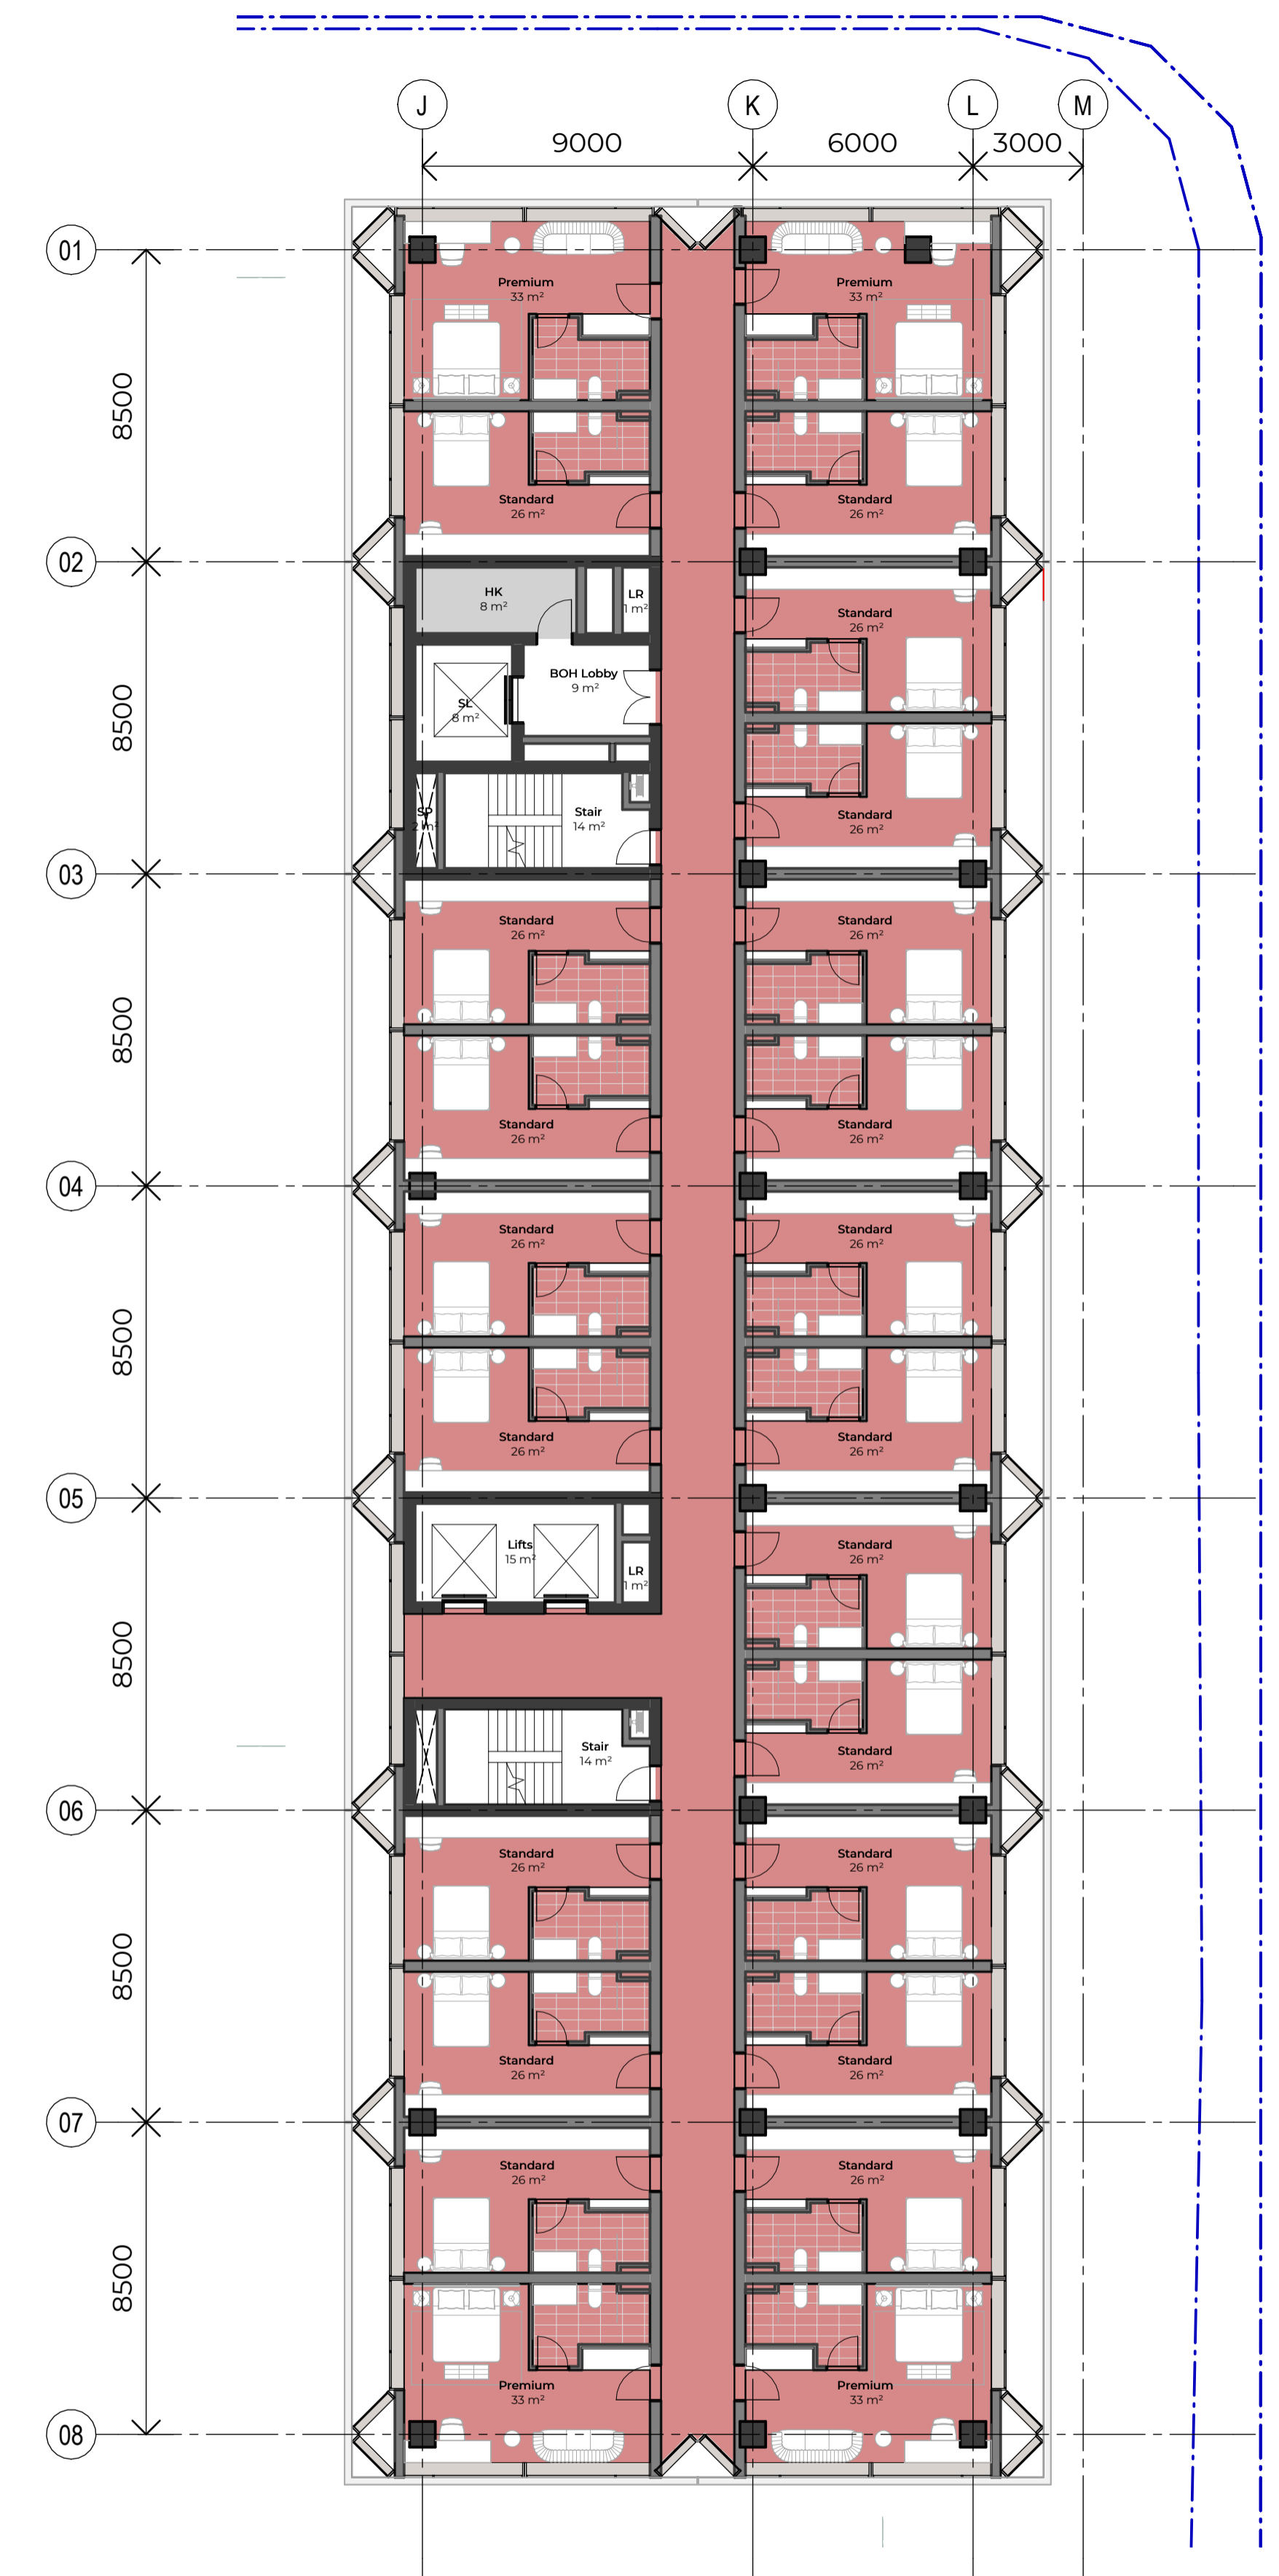 J K L M
9000 6000 3000
01
Premium Premium
33 m² 33 m²
8500
Standard Standard
26 m² 26 m²
02
HK LR
8 m² 1 m²
Standard
26 m²
BOH Lobby
9 m²
SL
8 m²
8500
SP Stair Standard
2 m² 14 m² 26 m²
03
Standard Standard
26 m² 26 m²
8500
Standard Standard
26 m² 26 m²
04
Standard Standard
26 m² 26 m²
8500
Standard Standard
26 m² 26 m²
05
Lifts Standard
15 m² 26 m²
LR
1 m²
8500
Stair Standard
14 m² 26 m²
06
Standard Standard
26 m² 26 m²
8500
Standard Standard
26 m² 26 m²
07
Standard Standard
26 m² 26 m²
8500
Premium Premium
33 m² 33 m²
08